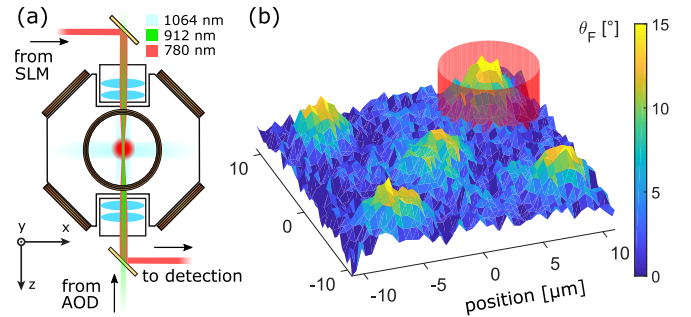 (a)
1064 nm
912 nm
780 nm
from
SLM
y
x
z
from
AOD
to detection
(b)
θF [°]
15
10
5
0
10
0
-10
-10
-5
0
5
10
position [μm]